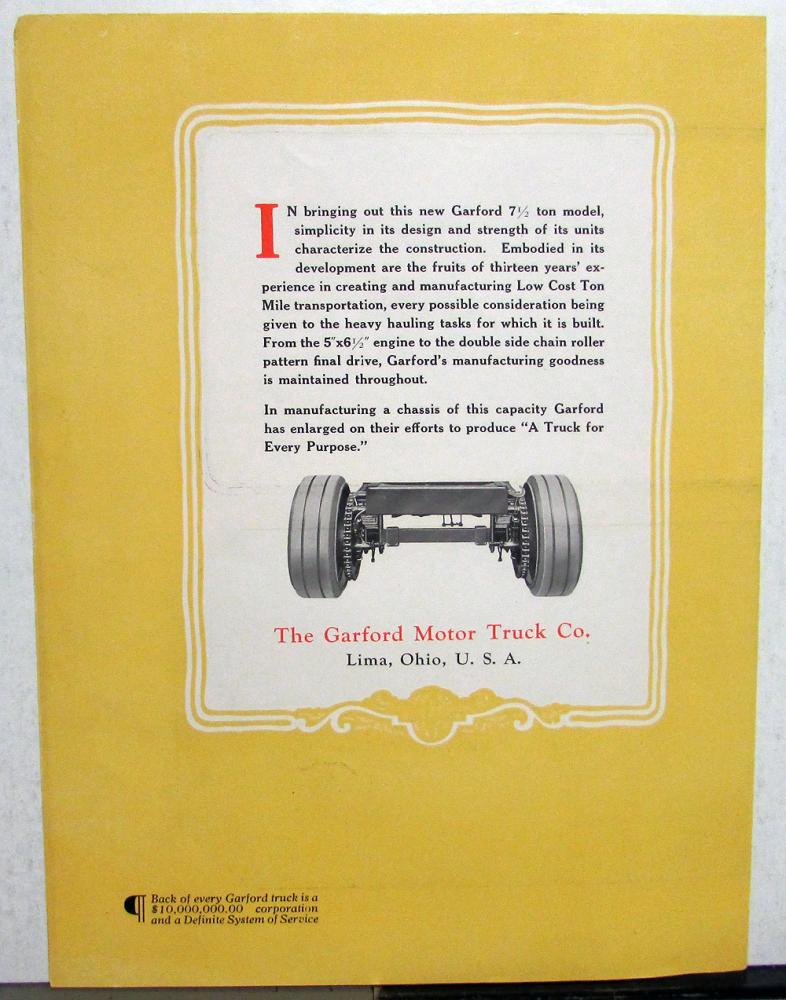 IN bringing out this new Garford 7½ ton model,
simplicity in its design and strength of its units
characterize the construction. Embodied in its
development are the fruits of thirteen years' ex-
perience in creating and manufacturing Low Cost Ton
Mile transportation, every possible consideration being
given to the heavy hauling tasks for which it is built.
From the 5"x6½" engine to the double side chain roller
pattern final drive, Garford's manufacturing goodness
is maintained throughout.
In manufacturing a chassis of this capacity Garford
has enlarged on their efforts to produce "A Truck for
Every Purpose."
The Garford Motor Truck Co.
Lima, Ohio, U. S. A.
¶ Back of every Garford truck is a
$10,000,000.00 corporation
and a Definite System of Service